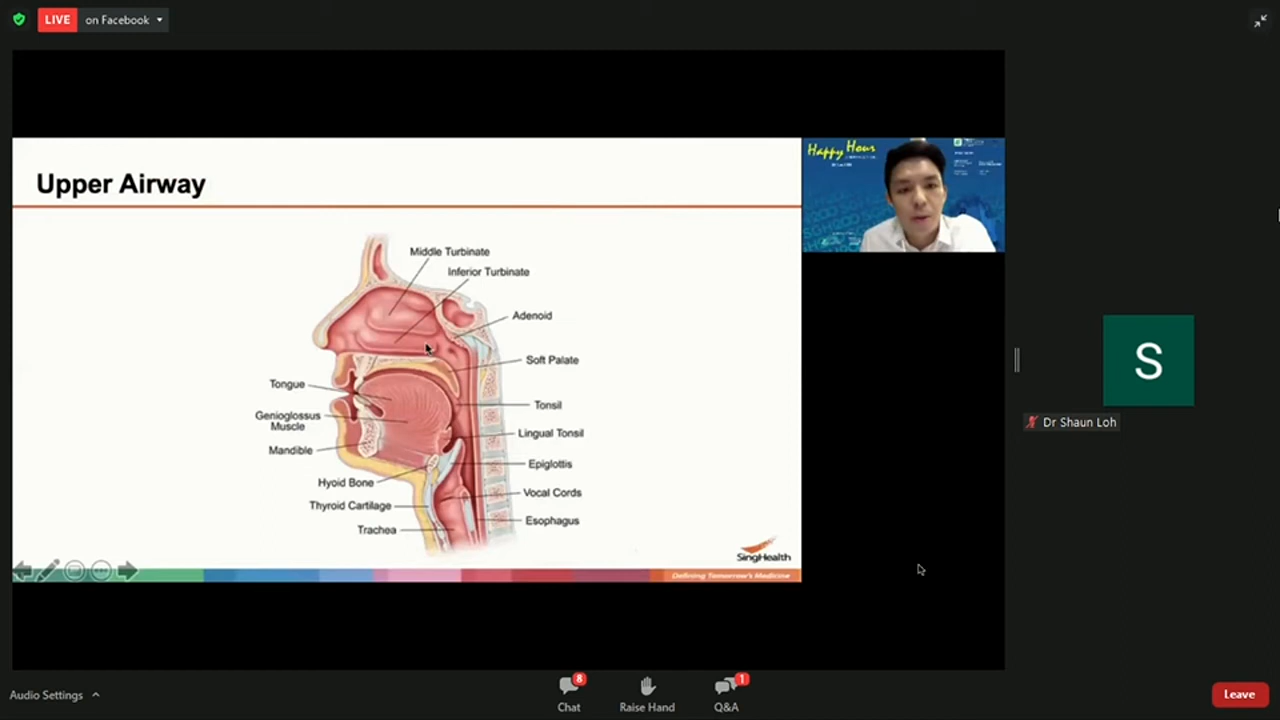 LIVE on Facebook
Upper Airway
Happy Hour
Middle Turbinate
Inferior Turbinate
Adenoid
Soft Palate
Tongue
Tonsil
Genioglossus
Muscle
Lingual Tonsil
Mandible
Epiglottis
Hyoid Bone
Vocal Cords
Thyroid Cartilage
Esophagus
Trachea
SingHealth
Defining Tomorrow's Medicine
S
Dr Shaun Loh
Audio Settings
8
Chat
Raise Hand
1
Q&A
Leave